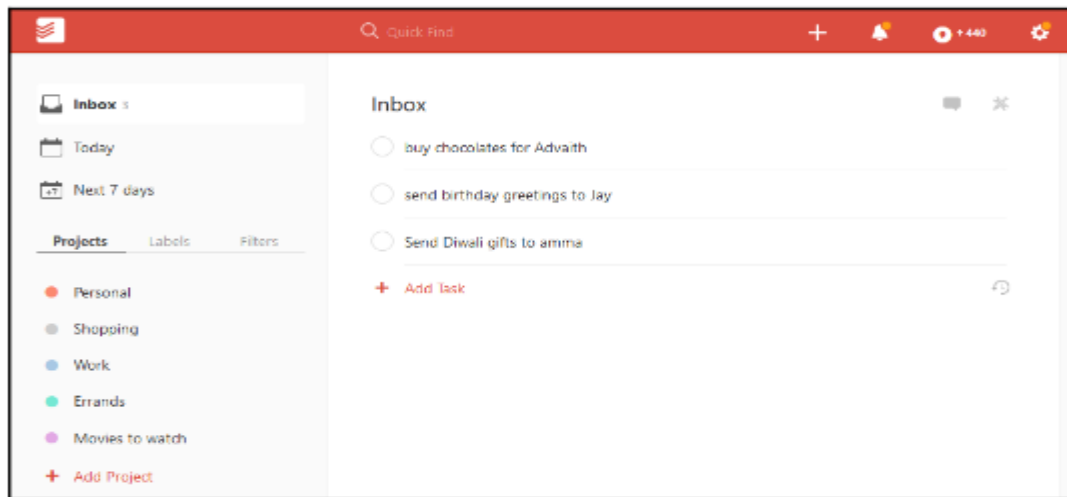 Quick Find
+440
Inbox
Today
+7 Next 7 days
Projects Labels Filters
Personal
Shopping
Work
Errands
Movies to watch
+ Add Project
Inbox
buy chocolates for Advaith
send birthday greetings to Jay
Send Diwali gifts to amma
+ Add Task